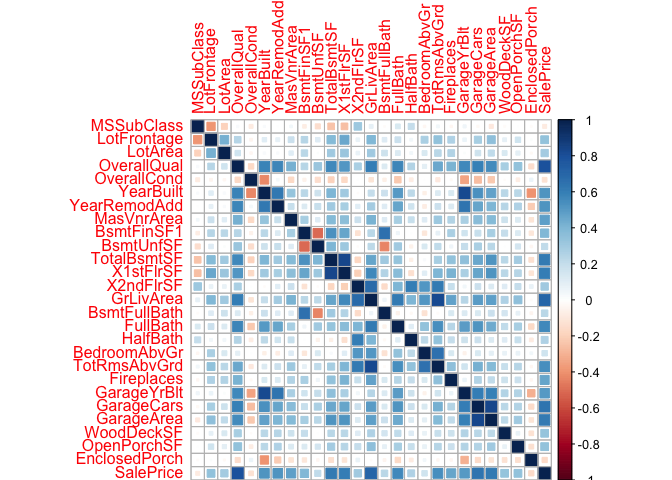 MSSubClass
LotFrontage
LotArea
OverallQual
OverallCond
YearBuilt
YearRemodAdd
MasVnrArea
BsmtFinSF1
BsmtUnfSF
TotalBsmtSF
X1stFlrSF
X2ndFlrSF
GrLivArea
BsmtFullBath
FullBath
HalfBath
BedroomAbvGr
TotRmsAbvGrd
Fireplaces
GarageYrBlt
GarageCars
GarageArea
WoodDeckSF
OpenPorchSF
EnclosedPorch
SalePrice
MSSubClass
LotFrontage
LotArea
OverallQual
OverallCond
YearBuilt
YearRemodAdd
MasVnrArea
BsmtFinSF1
BsmtUnfSF
TotalBsmtSF
X1stFlrSF
X2ndFlrSF
GrLivArea
BsmtFullBath
FullBath
HalfBath
BedroomAbvGr
TotRmsAbvGrd
Fireplaces
GarageYrBlt
GarageCars
GarageArea
WoodDeckSF
OpenPorchSF
EnclosedPorch
SalePrice
1
0.8
0.6
0.4
0.2
0
-0.2
-0.4
-0.6
-0.8
-1